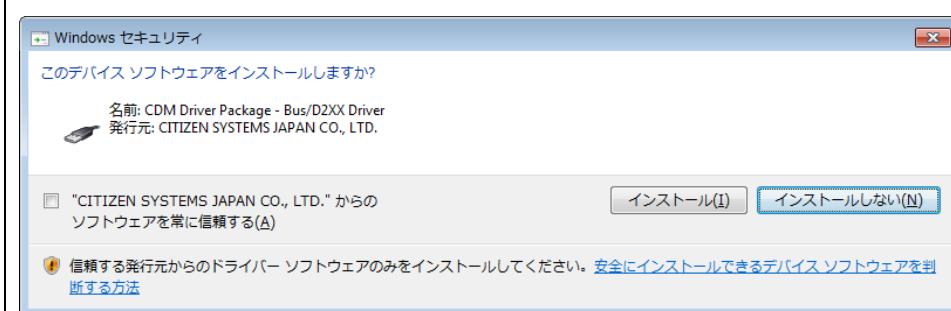 Windows セキュリティ
このデバイス ソフトウェアをインストールしますか?
名前: CDM Driver Package - Bus/D2XX Driver
発行元: CITIZEN SYSTEMS JAPAN CO., LTD.
"CITIZEN SYSTEMS JAPAN CO., LTD." からの
ソフトウェアを常に信頼する(A)
インストール(I)
インストールしない(N)
信頼する発行元からのドライバー ソフトウェアのみをインストールしてください。安全にインストールできるデバイス ソフトウェアを判
断する方法